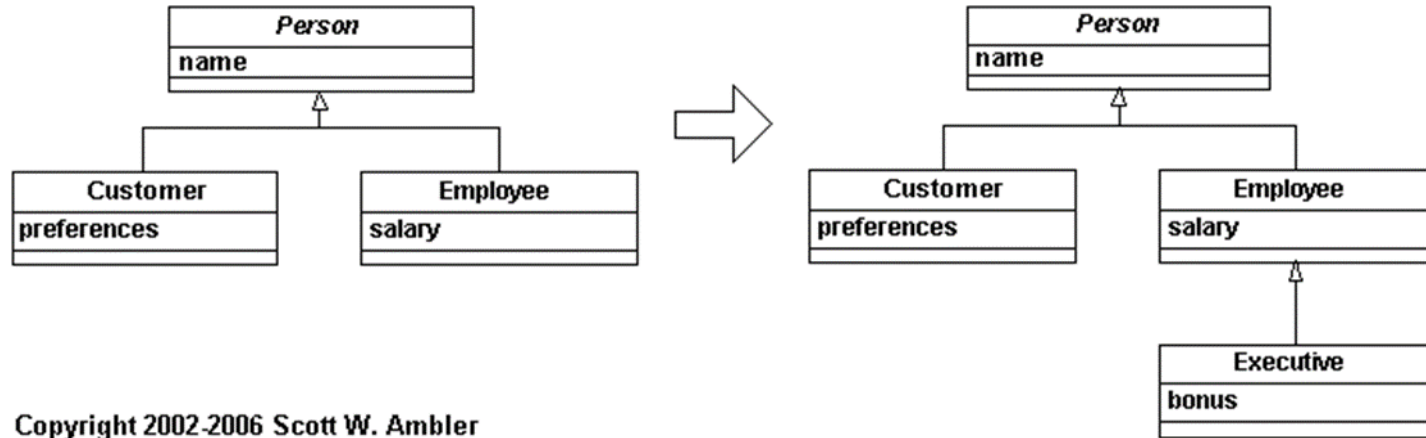 Person
name
Customer
preferences
Employee
salary
Person
name
Customer
preferences
Employee
salary
Executive
bonus
Copyright 2002-2006 Scott W. Ambler